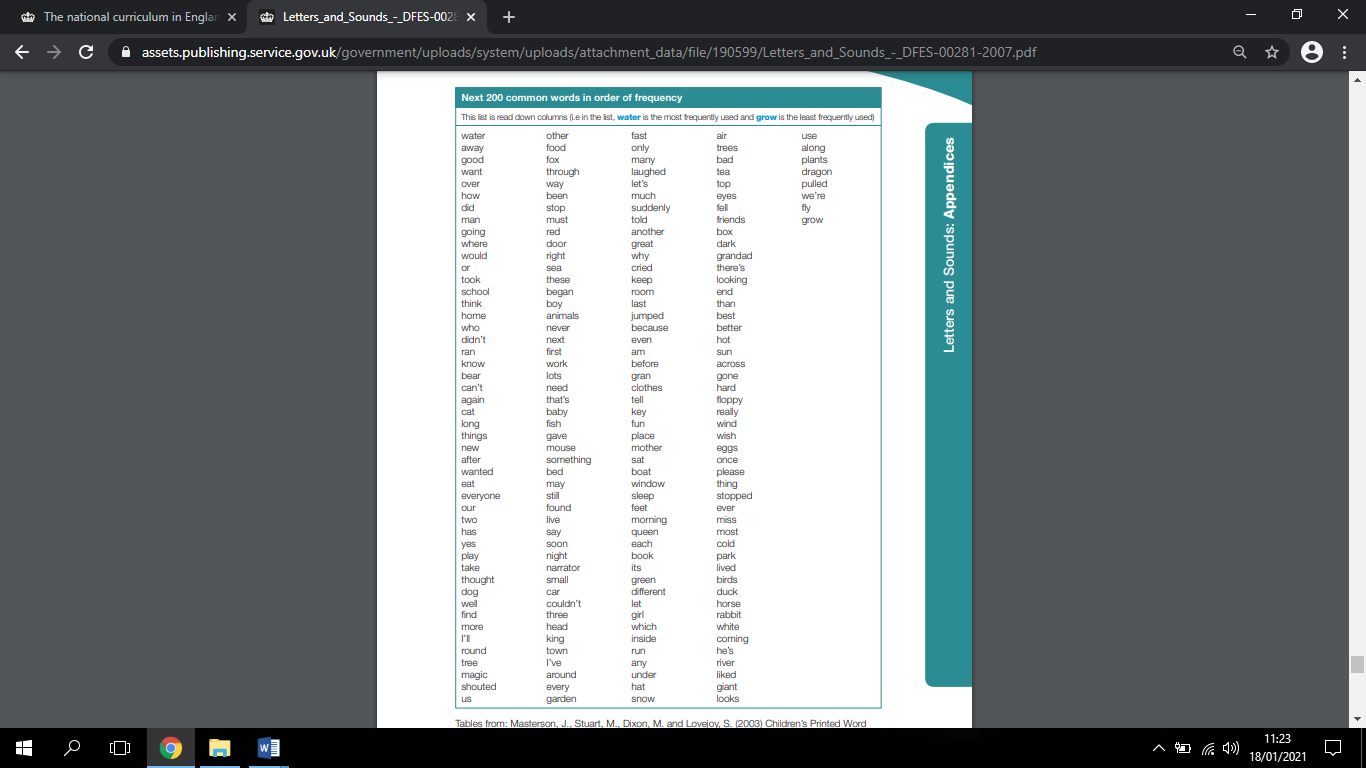 The national curriculum in Englan
Letters_and_Sounds_-_DFES-0028
assets.publishing.service.gov.uk/government/uploads/system/uploads/attachment_data/file/190599/Letters_and_Sounds_-_DFES-00281-2007.pdf
Next 200 common words in order of frequency
This list is read down columns (i.e in the list, water is the most frequently used and grow is the least frequently used)
water other fast air use
away food only trees along
good fox many bad plants
want through laughed tea dragon
over way let's top pulled
how been much eyes we're
did stop suddenly fell fly
man must told friends grow
going red another box
where door great dark
would right why grandad
or sea cried there's
took these keep looking
school began room end
think boy last than
home animals jumped best
who never because better
didn't next even hot
ran first am sun
know work before across
bear lots gran gone
can't need clothes hard
again that's tell floppy
cat baby key really
long fish fun wind
things gave place wish
new mouse mother eggs
after something sat once
wanted bed boat please
eat may window thing
everyone still sleep stopped
our found feet ever
two live morning miss
has say queen most
yes soon each cold
play night book park
take narrator its lived
thought small green birds
dog car different duck
well couldn't let horse
find three girl rabbit
more head which white
I'll king inside coming
round town run he's
tree I've any river
magic around under liked
shouted every hat giant
us garden snow looks
Tables from: Masterson, J., Stuart, M., Dixon, M. and Lovejoy, S. (2003) Children's Printed Word
Letters and Sounds: Appendices
11:23
18/01/2021